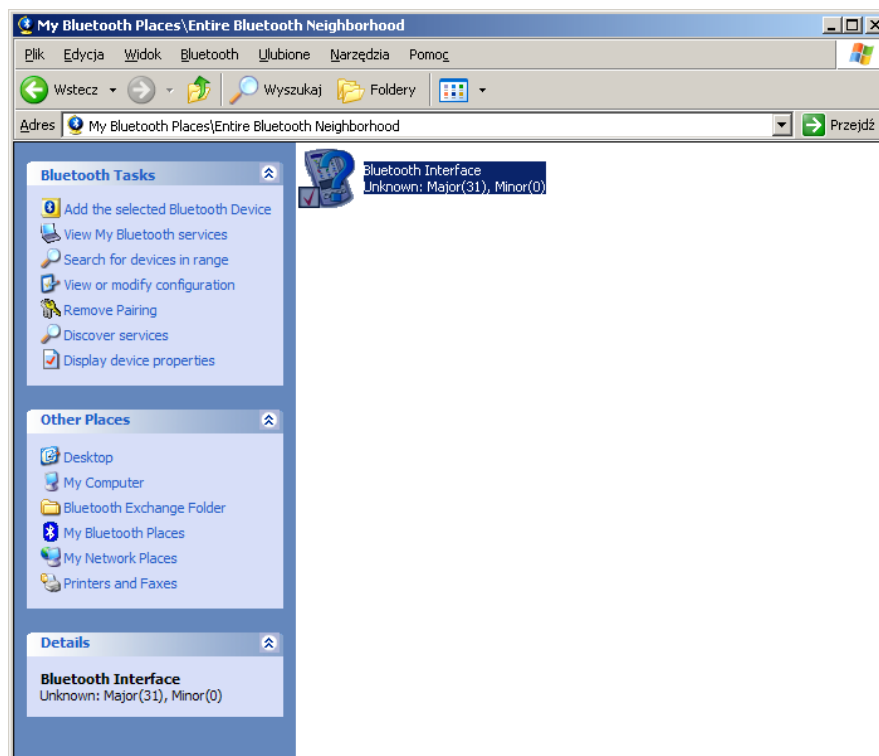 My Bluetooth Places\Entire Bluetooth Neighborhood
Plik Edycja Widok Bluetooth Ulubione Narzędzia Pomoc
Wstecz Wyszukaj Foldery
Adres My Bluetooth Places\Entire Bluetooth Neighborhood Przejdź
Bluetooth Tasks
Add the selected Bluetooth Device
View My Bluetooth services
Search for devices in range
View or modify configuration
Remove Pairing
Discover services
Display device properties
Other Places
Desktop
My Computer
Bluetooth Exchange Folder
My Bluetooth Places
My Network Places
Printers and Faxes
Details
Bluetooth Interface
Unknown: Major(31), Minor(0)
Bluetooth Interface
Unknown: Major(31), Minor(0)